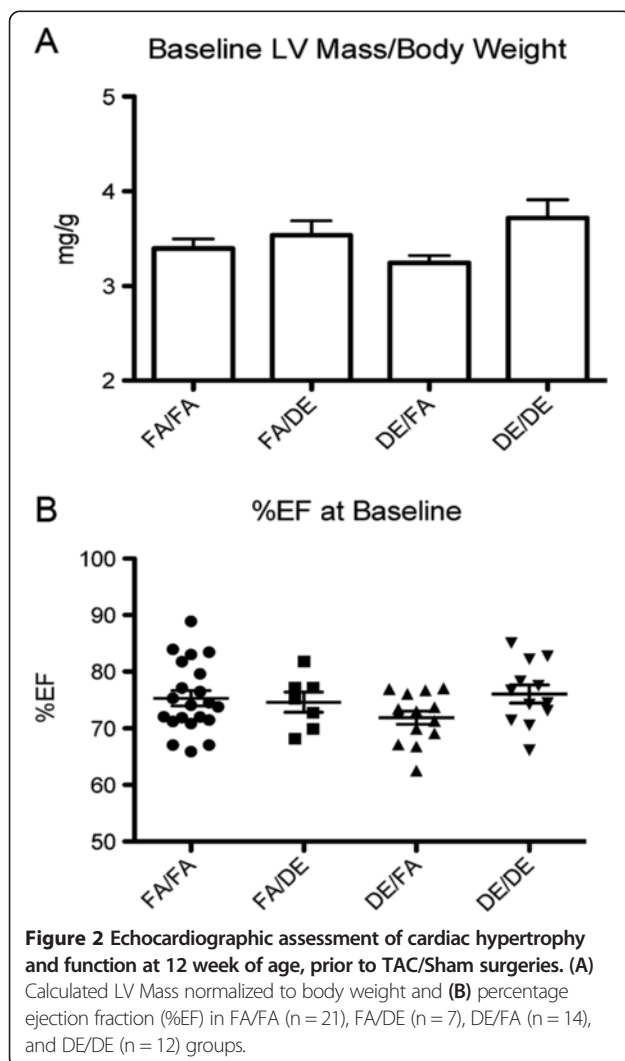 A
Baseline LV Mass/Body Weight
5
4
3
2
mg/g
FA/FA
FA/DE
DE/FA
DE/DE
B
%EF at Baseline
100
90
80
70
60
50
%EF
FA/FA
FA/DE
DE/FA
DE/DE
Figure 2 Echocardiographic assessment of cardiac hypertrophy
and function at 12 week of age, prior to TAC/Sham surgeries. (A)
Calculated LV Mass normalized to body weight and (B) percentage
ejection fraction (%EF) in FA/FA (n = 21), FA/DE (n = 7), DE/FA (n = 14),
and DE/DE (n = 12) groups.